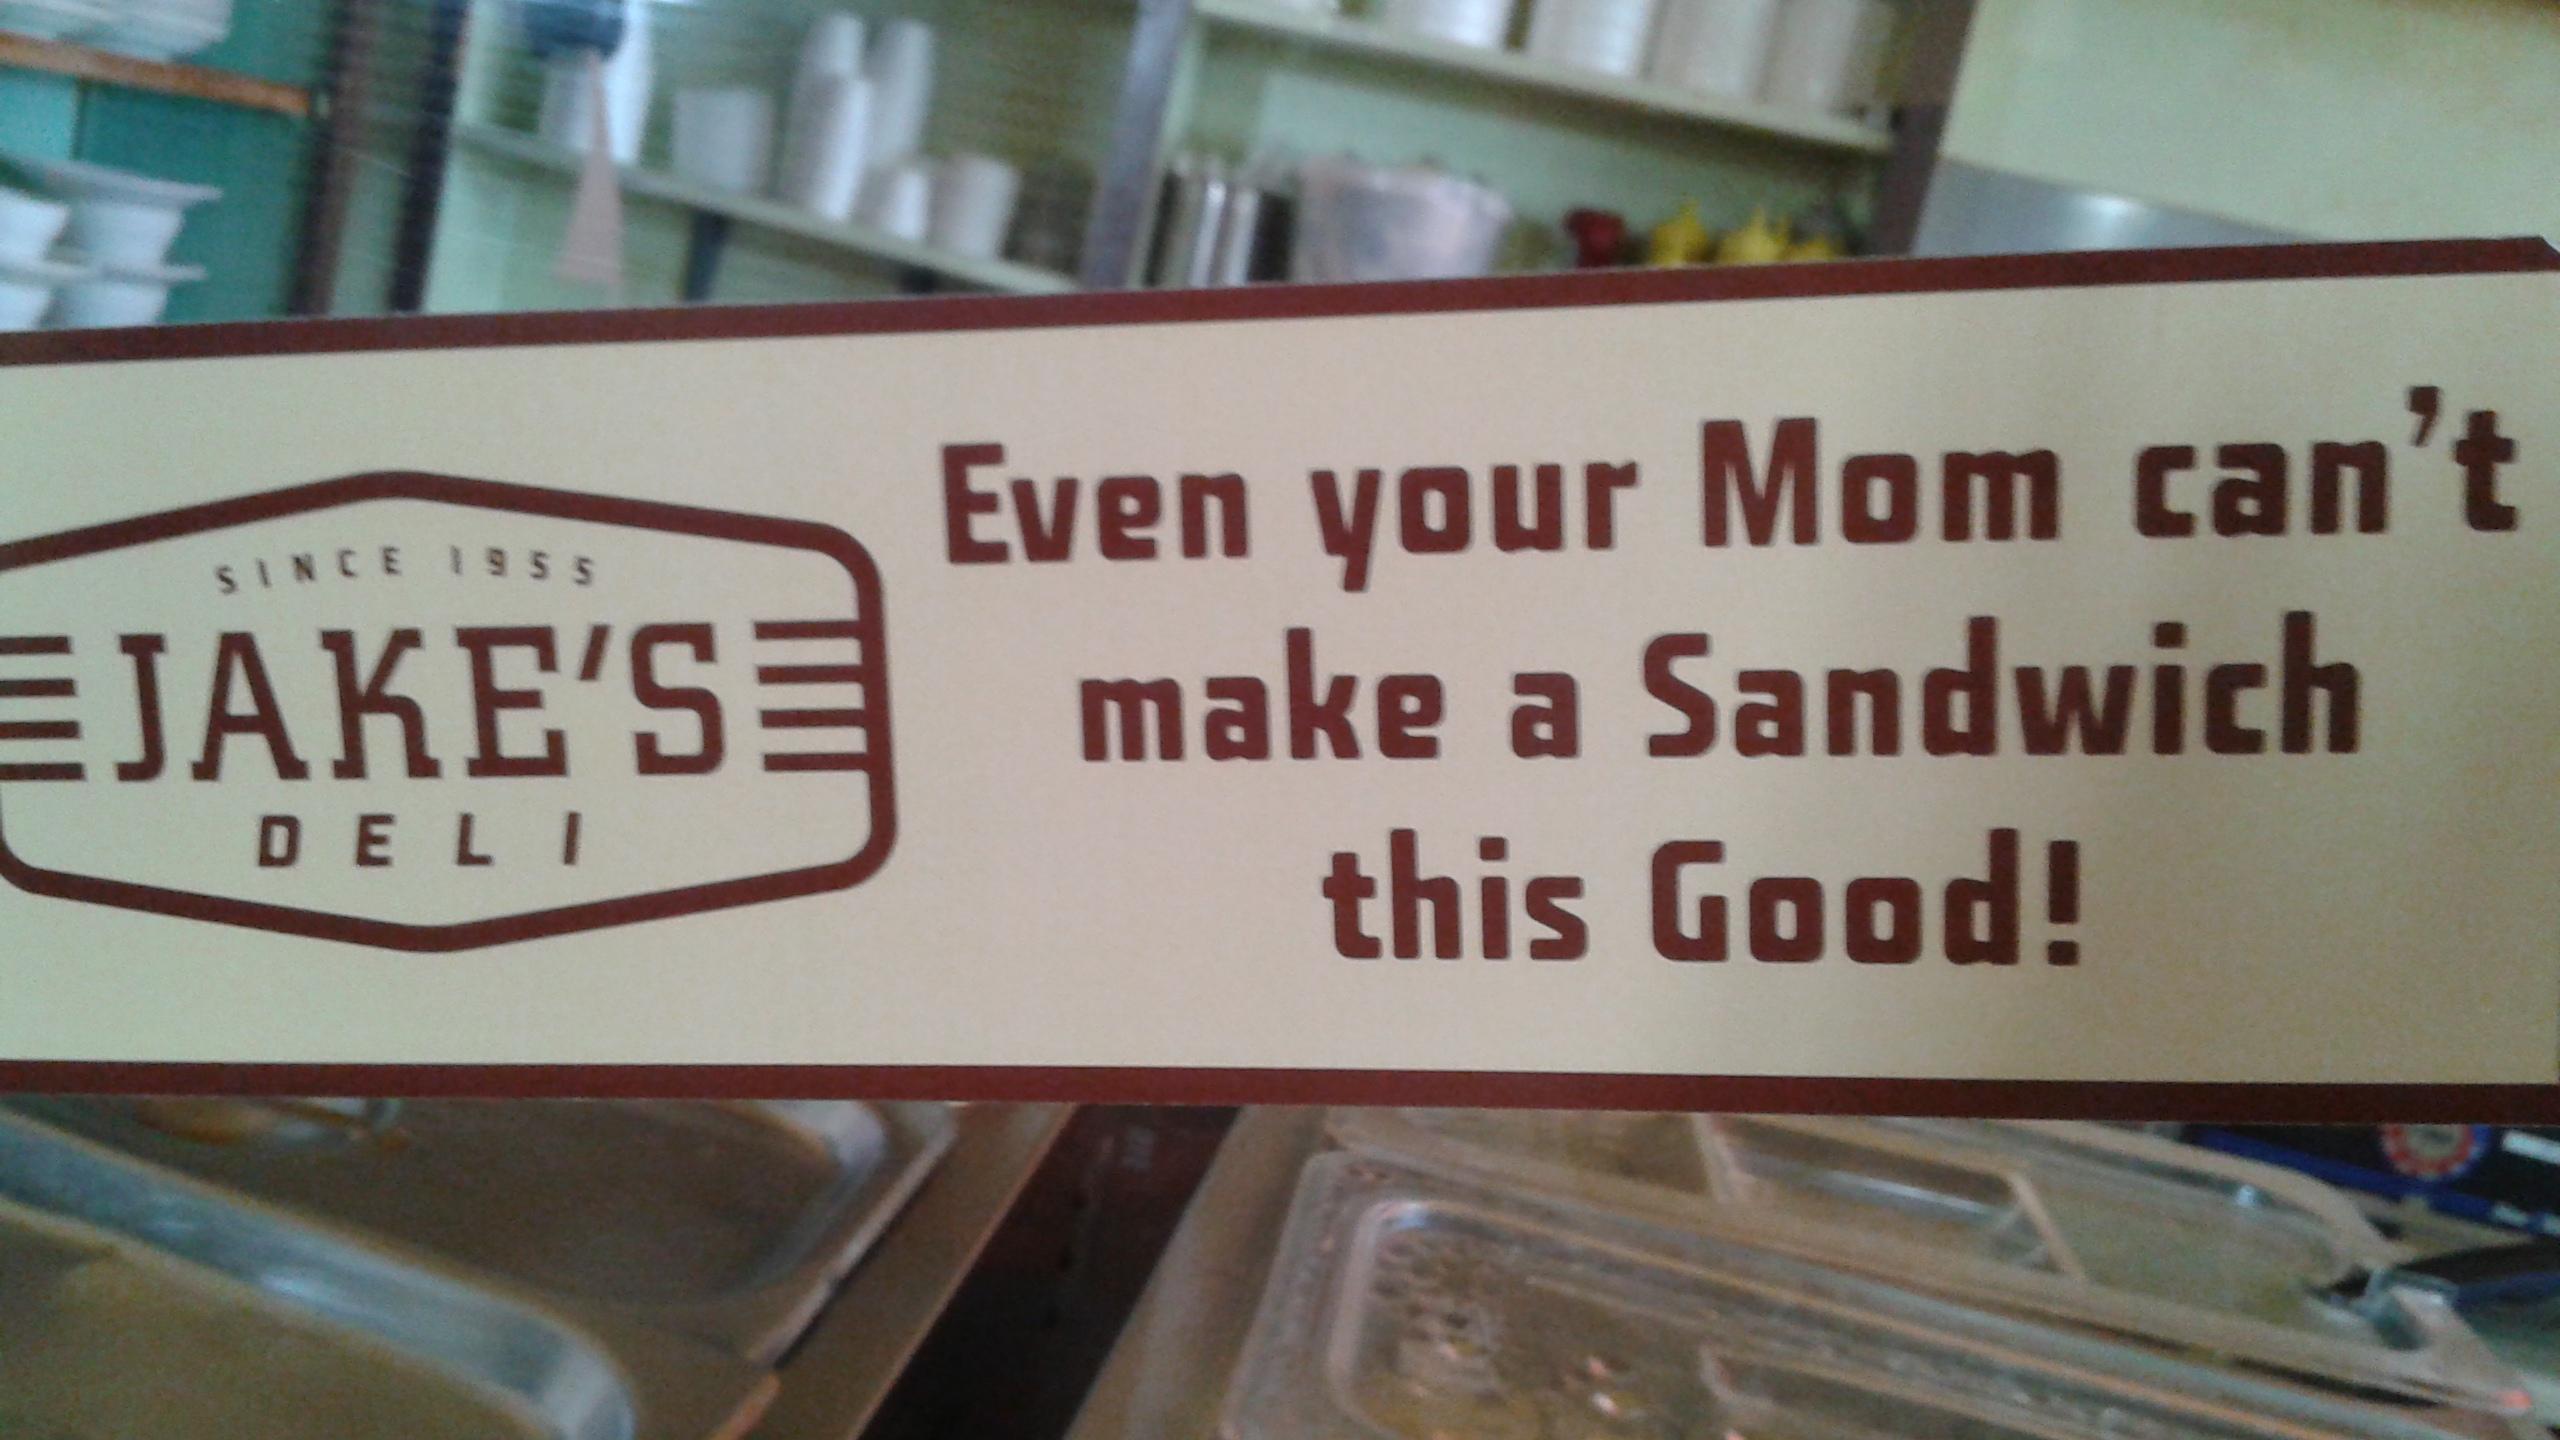 SINCE 1955
JAKE'S
DELI
Even your Mom can't
make a Sandwich
this Good!